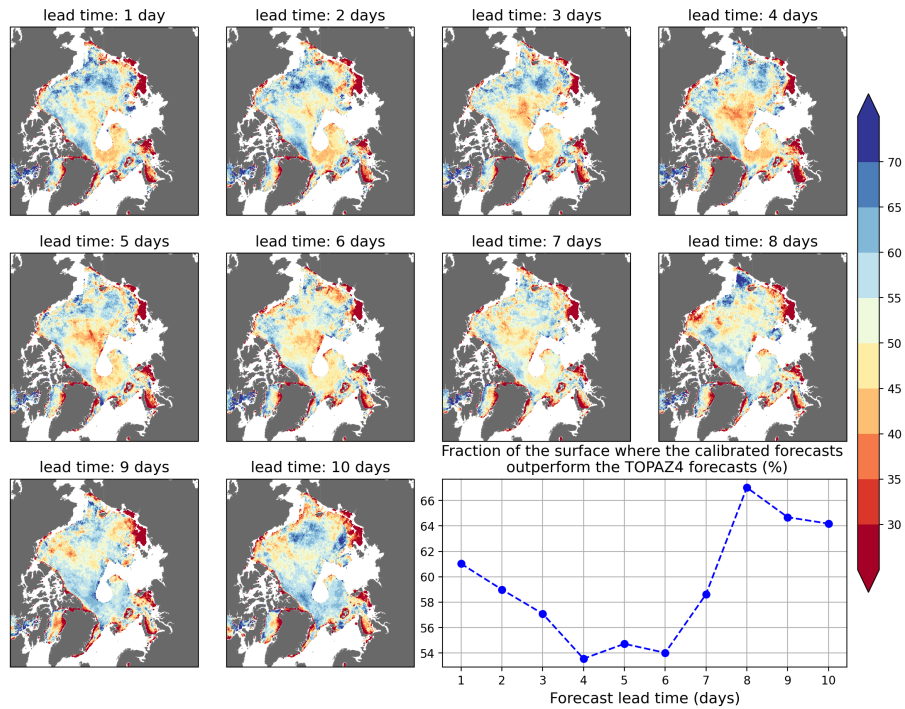 lead time: 1 day
lead time: 2 days
lead time: 3 days
lead time: 4 days
70
65
60
55
50
45
40
35
30
lead time: 5 days
lead time: 6 days
lead time: 7 days
lead time: 8 days
lead time: 9 days
lead time: 10 days
Fraction of the surface where the calibrated forecasts
outperform the TOPAZ4 forecasts (%)
66
64
62
60
58
56
54
1 2 3 4 5 6 7 8 9 10
Forecast lead time (days)